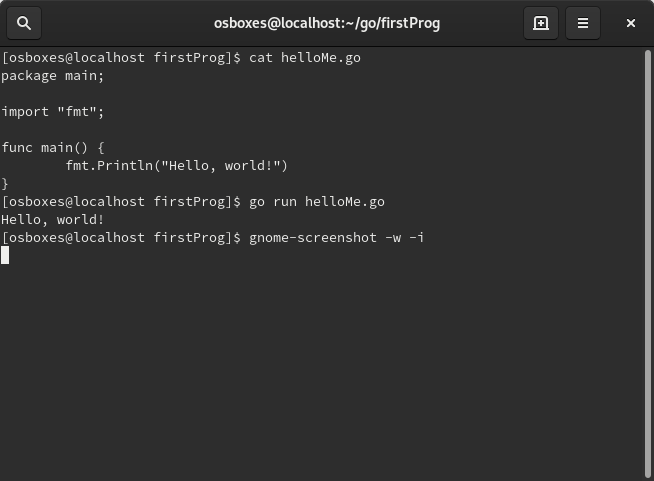 osboxes@localhost:~/go/firstProg
[osboxes@localhost firstProg]$ cat helloMe.go
package main;

import "fmt";

func main() {
        fmt.Println("Hello, world!")
}
[osboxes@localhost firstProg]$ go run helloMe.go
Hello, world!
[osboxes@localhost firstProg]$ gnome-screenshot -w -i